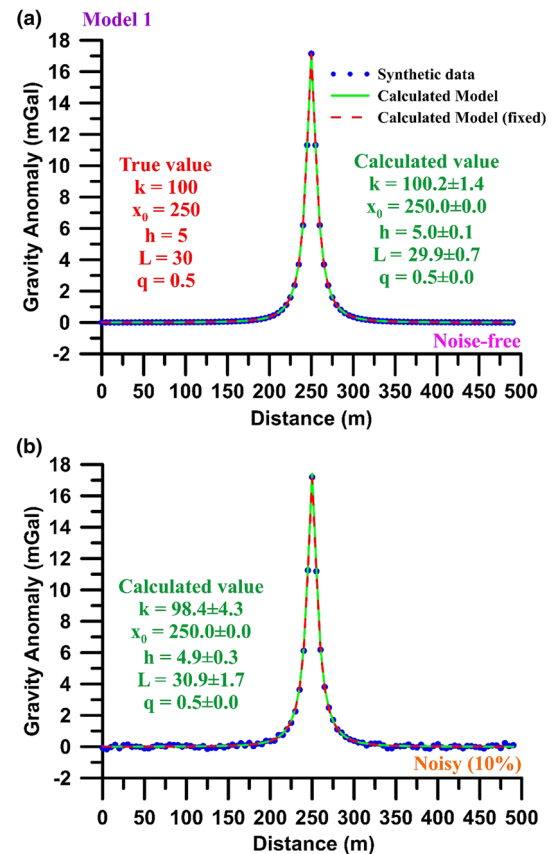 (a)
Model 1
18
16
14
12
10
8
6
4
2
0
-2
Gravity Anomaly (mGal)
Synthetic data
Calculated Model
Calculated Model (fixed)
True value
k = 100
x₀ = 250
h = 5
L = 30
q = 0.5
Calculated value
k = 100.2±1.4
x₀ = 250.0±0.0
h = 5.0±0.1
L = 29.9±0.7
q = 0.5±0.0
Noise-free
0 50 100 150 200 250 300 350 400 450 500
Distance (m)
(b)
18
16
14
12
10
8
6
4
2
0
-2
Gravity Anomaly (mGal)
Calculated value
k = 98.4±4.3
x₀ = 250.0±0.0
h = 4.9±0.3
L = 30.9±1.7
q = 0.5±0.0
Noisy (10%)
0 50 100 150 200 250 300 350 400 450 500
Distance (m)